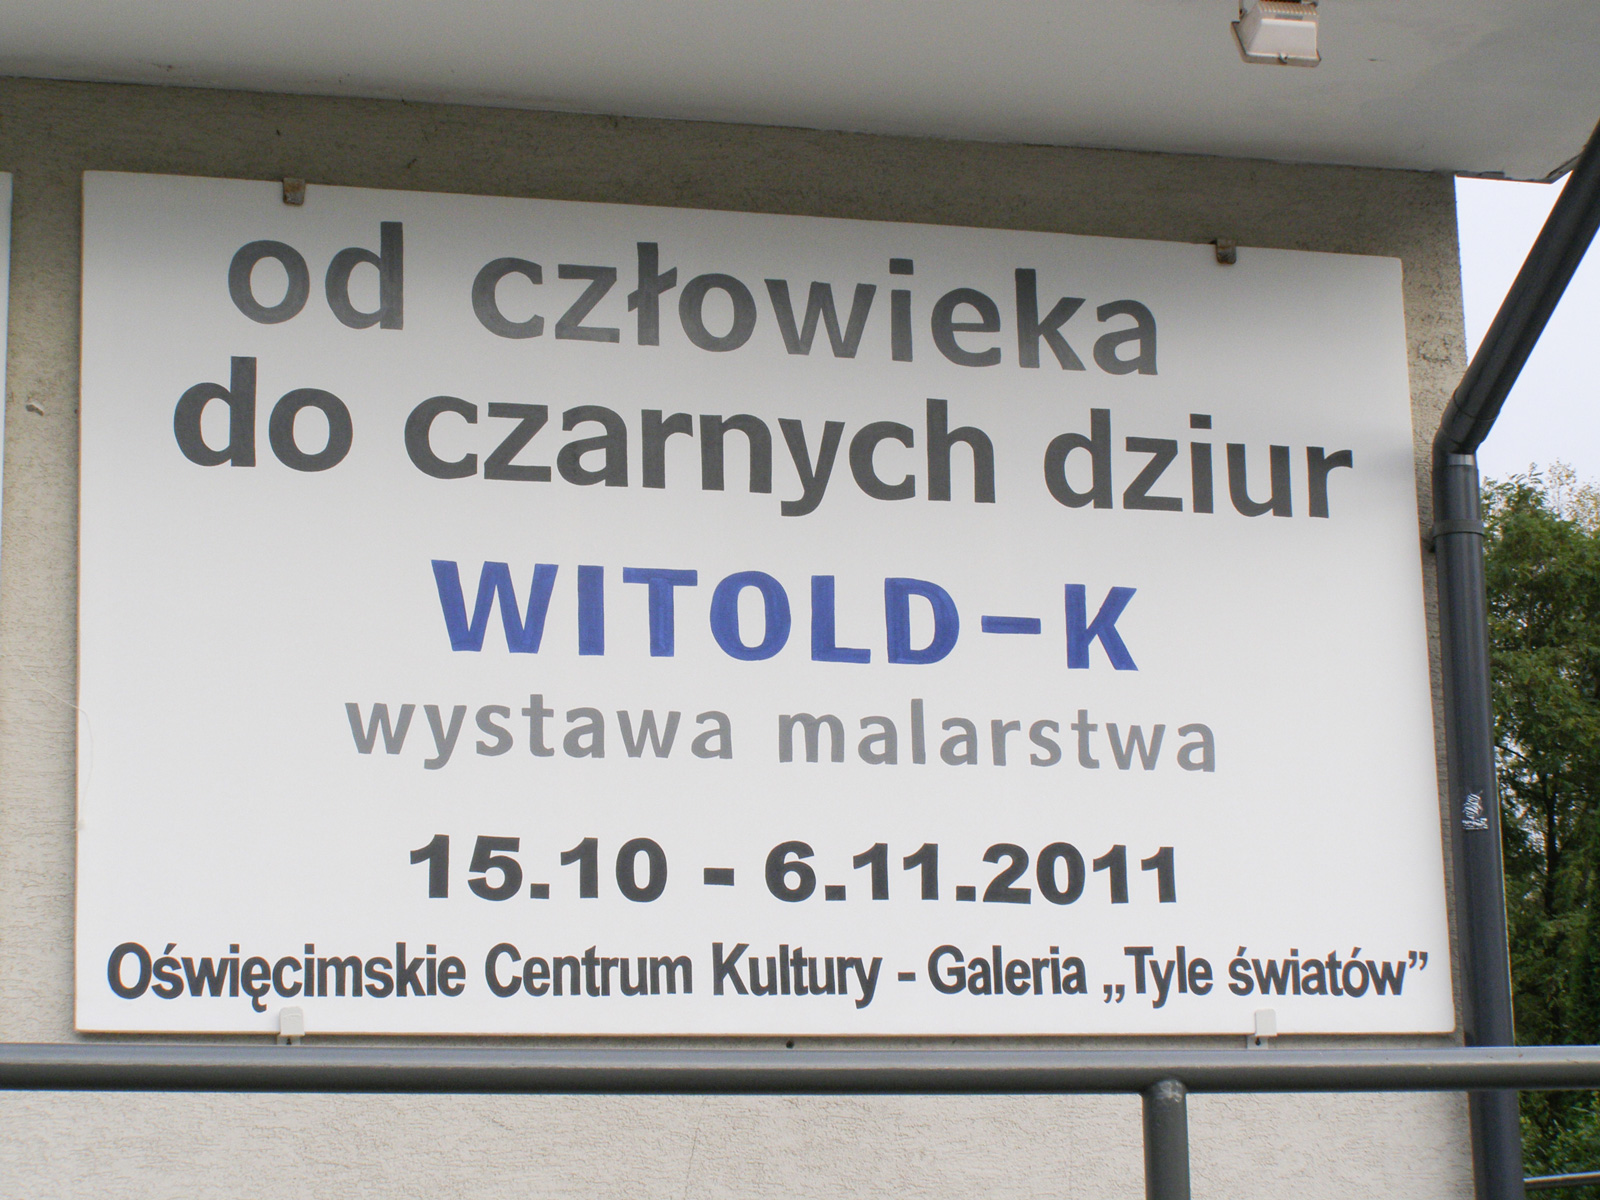 od człowieka
do czarnych dziur
WITOLD-K
wystawa malarstwa
15.10 - 6.11.2011
Oświęcimskie Centrum Kultury - Galeria „Tyle światów”